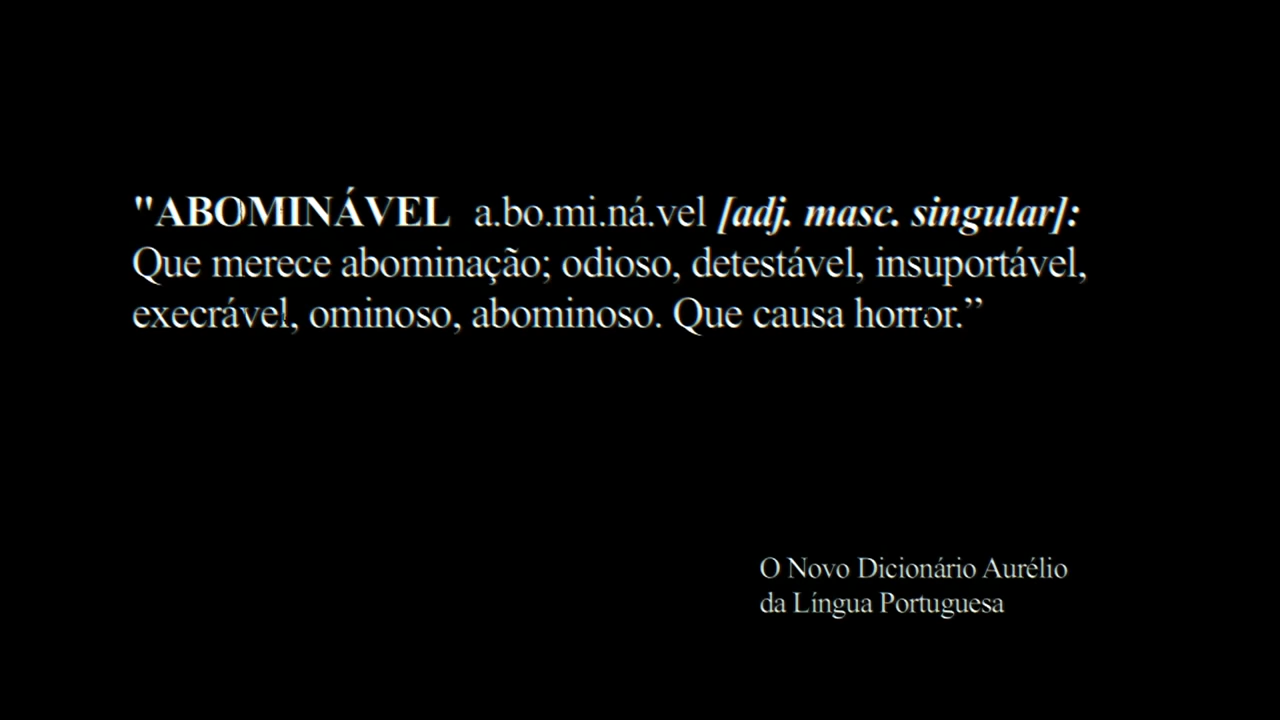 "ABOMINÁVEL a.bo.mi.ná.vel [adj. masc. singular]:
Que merece abominação; odioso, detestável, insuportável,
execrável, ominoso, abominoso. Que causa horror.”
O Novo Dicionário Aurélio
da Língua Portuguesa